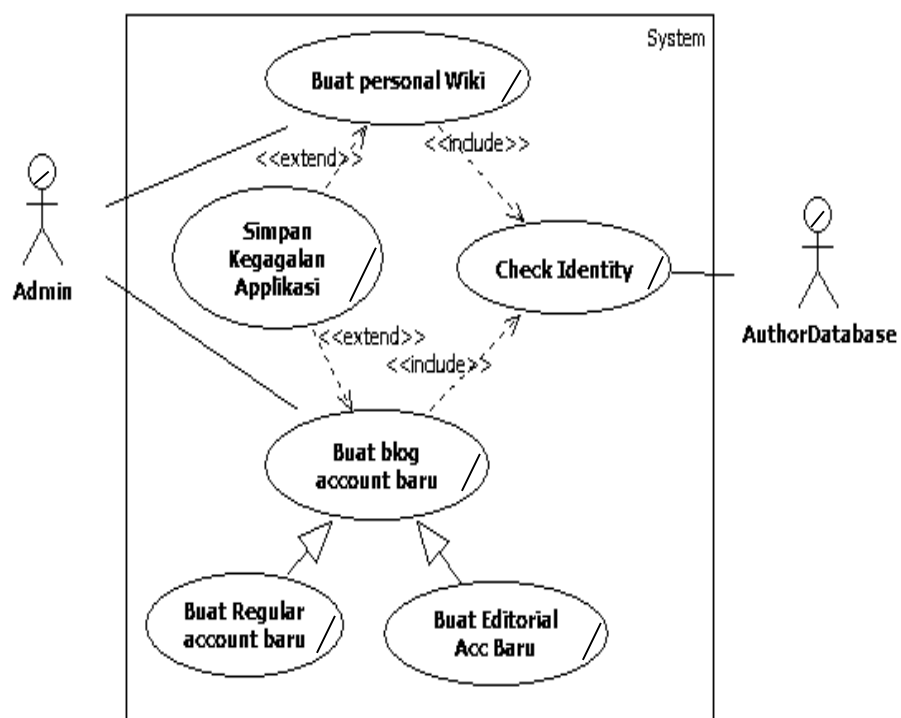 System
Buat personal Wiki
<<extend>>
<<include>>
Simpan
Kegagalan
Applikasi
Check Identity
Admin
AuthorDatabase
<<extend>>
<<include>>
Buat blog
account baru
Buat Regular
account baru
Buat Editorial
Acc Baru